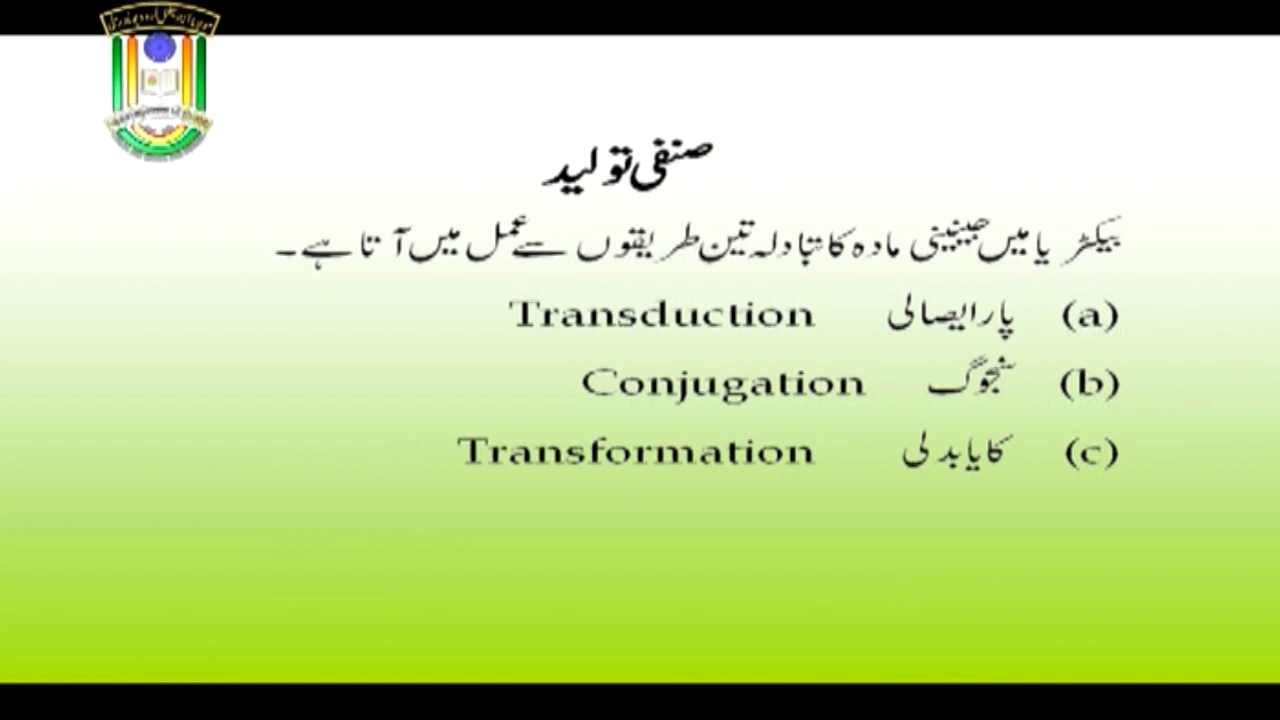 صنفی تولید
بیکٹریا میں جینینی مادہ کا تبادلہ تین طریقوں سے عمل میں آتا ہے۔
(a) پارایصالی Transduction
(b) سنجوگ Conjugation
(c) کایابدلی Transformation